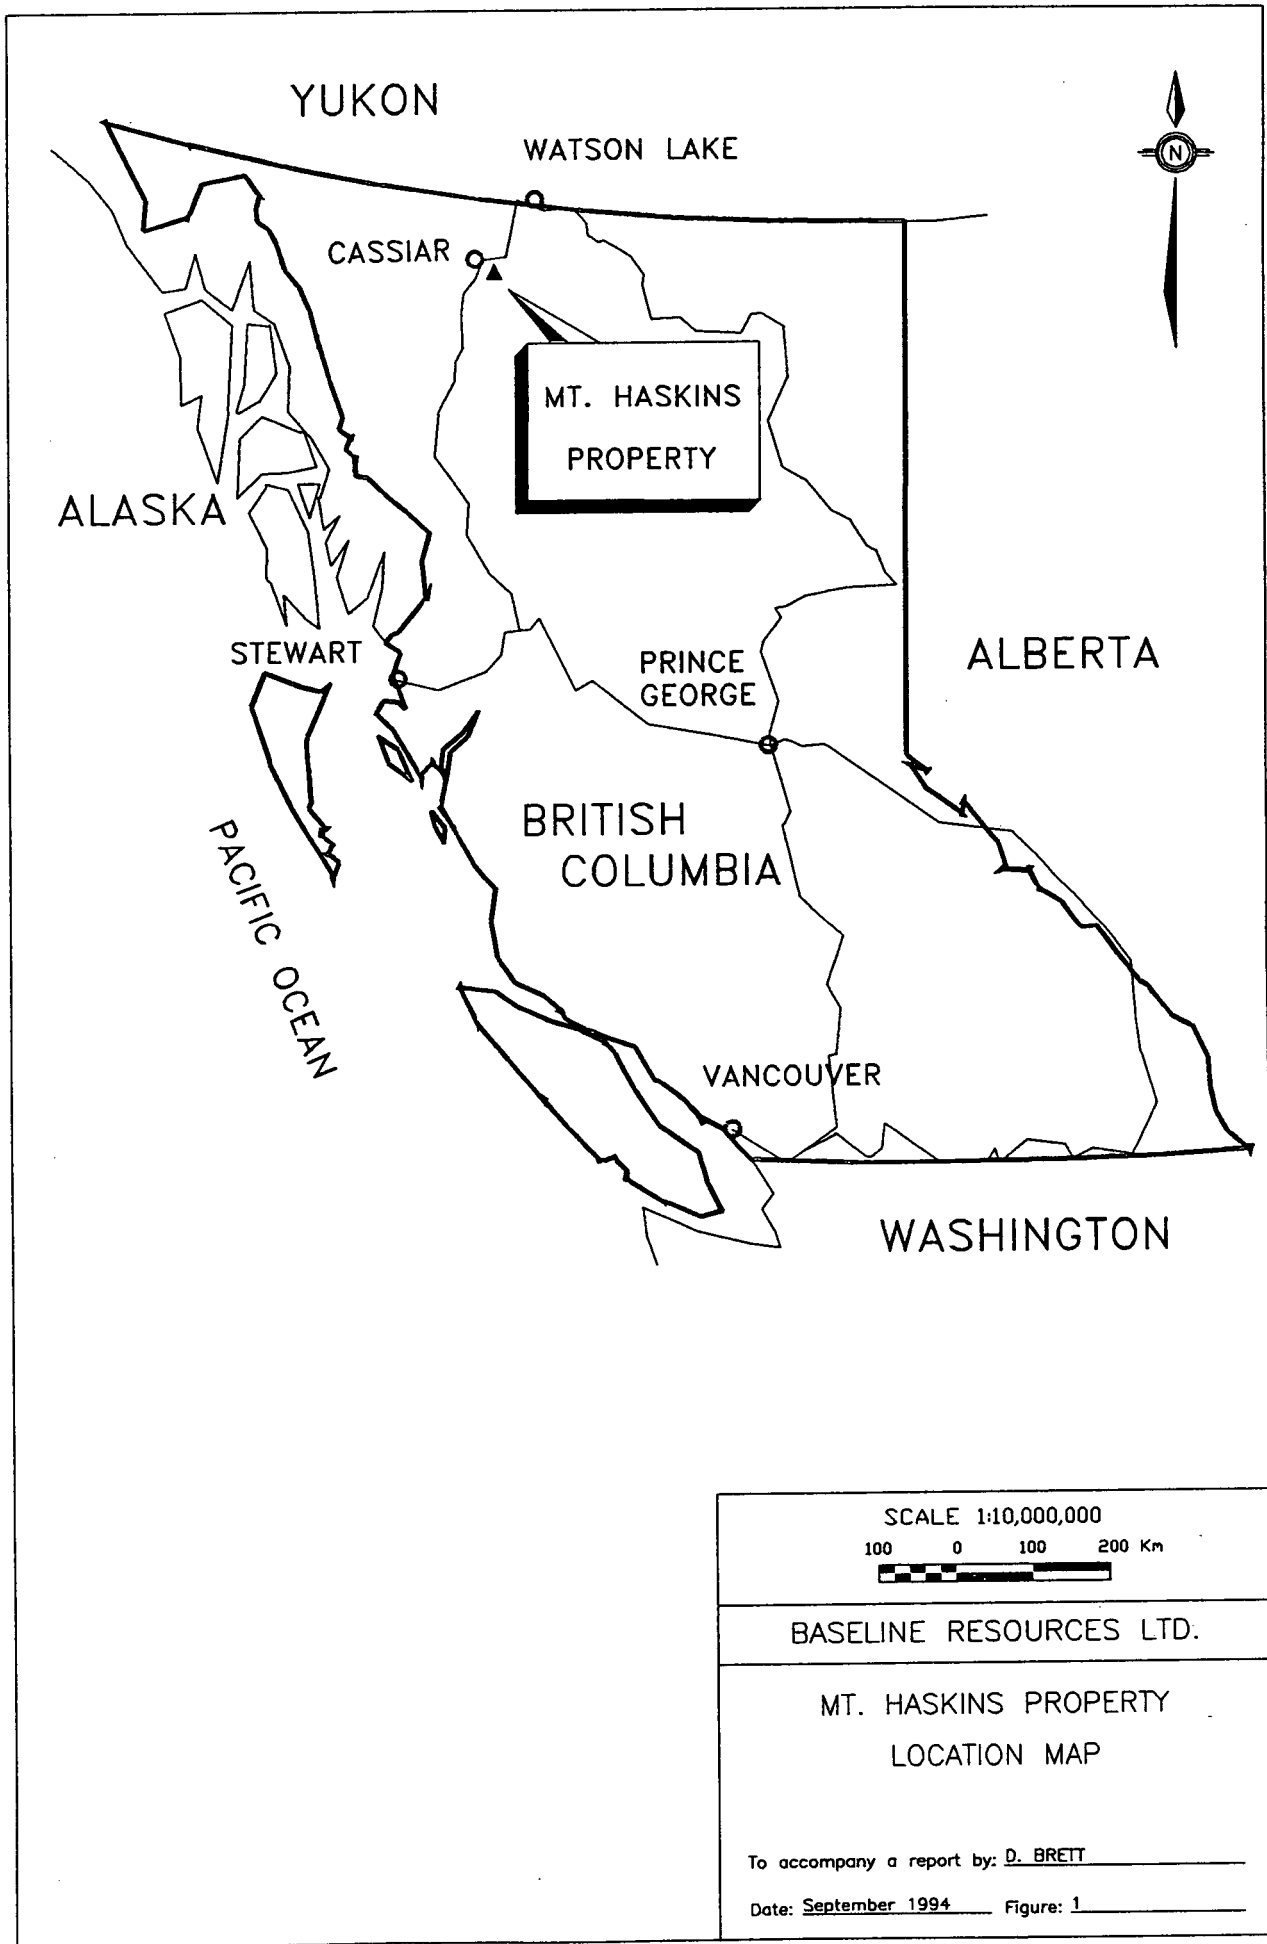 YUKON
WATSON LAKE
N
CASSIAR
MT. HASKINS
PROPERTY
ALASKA
STEWART
PRINCE
GEORGE
ALBERTA
BRITISH
COLUMBIA
PACIFIC OCEAN
VANCOUVER
WASHINGTON
SCALE 1:10,000,000
100 0 100 200 Km
BASELINE RESOURCES LTD.
MT. HASKINS PROPERTY
LOCATION MAP
To accompany a report by: D. BRETT
Date: September 1994 Figure: 1